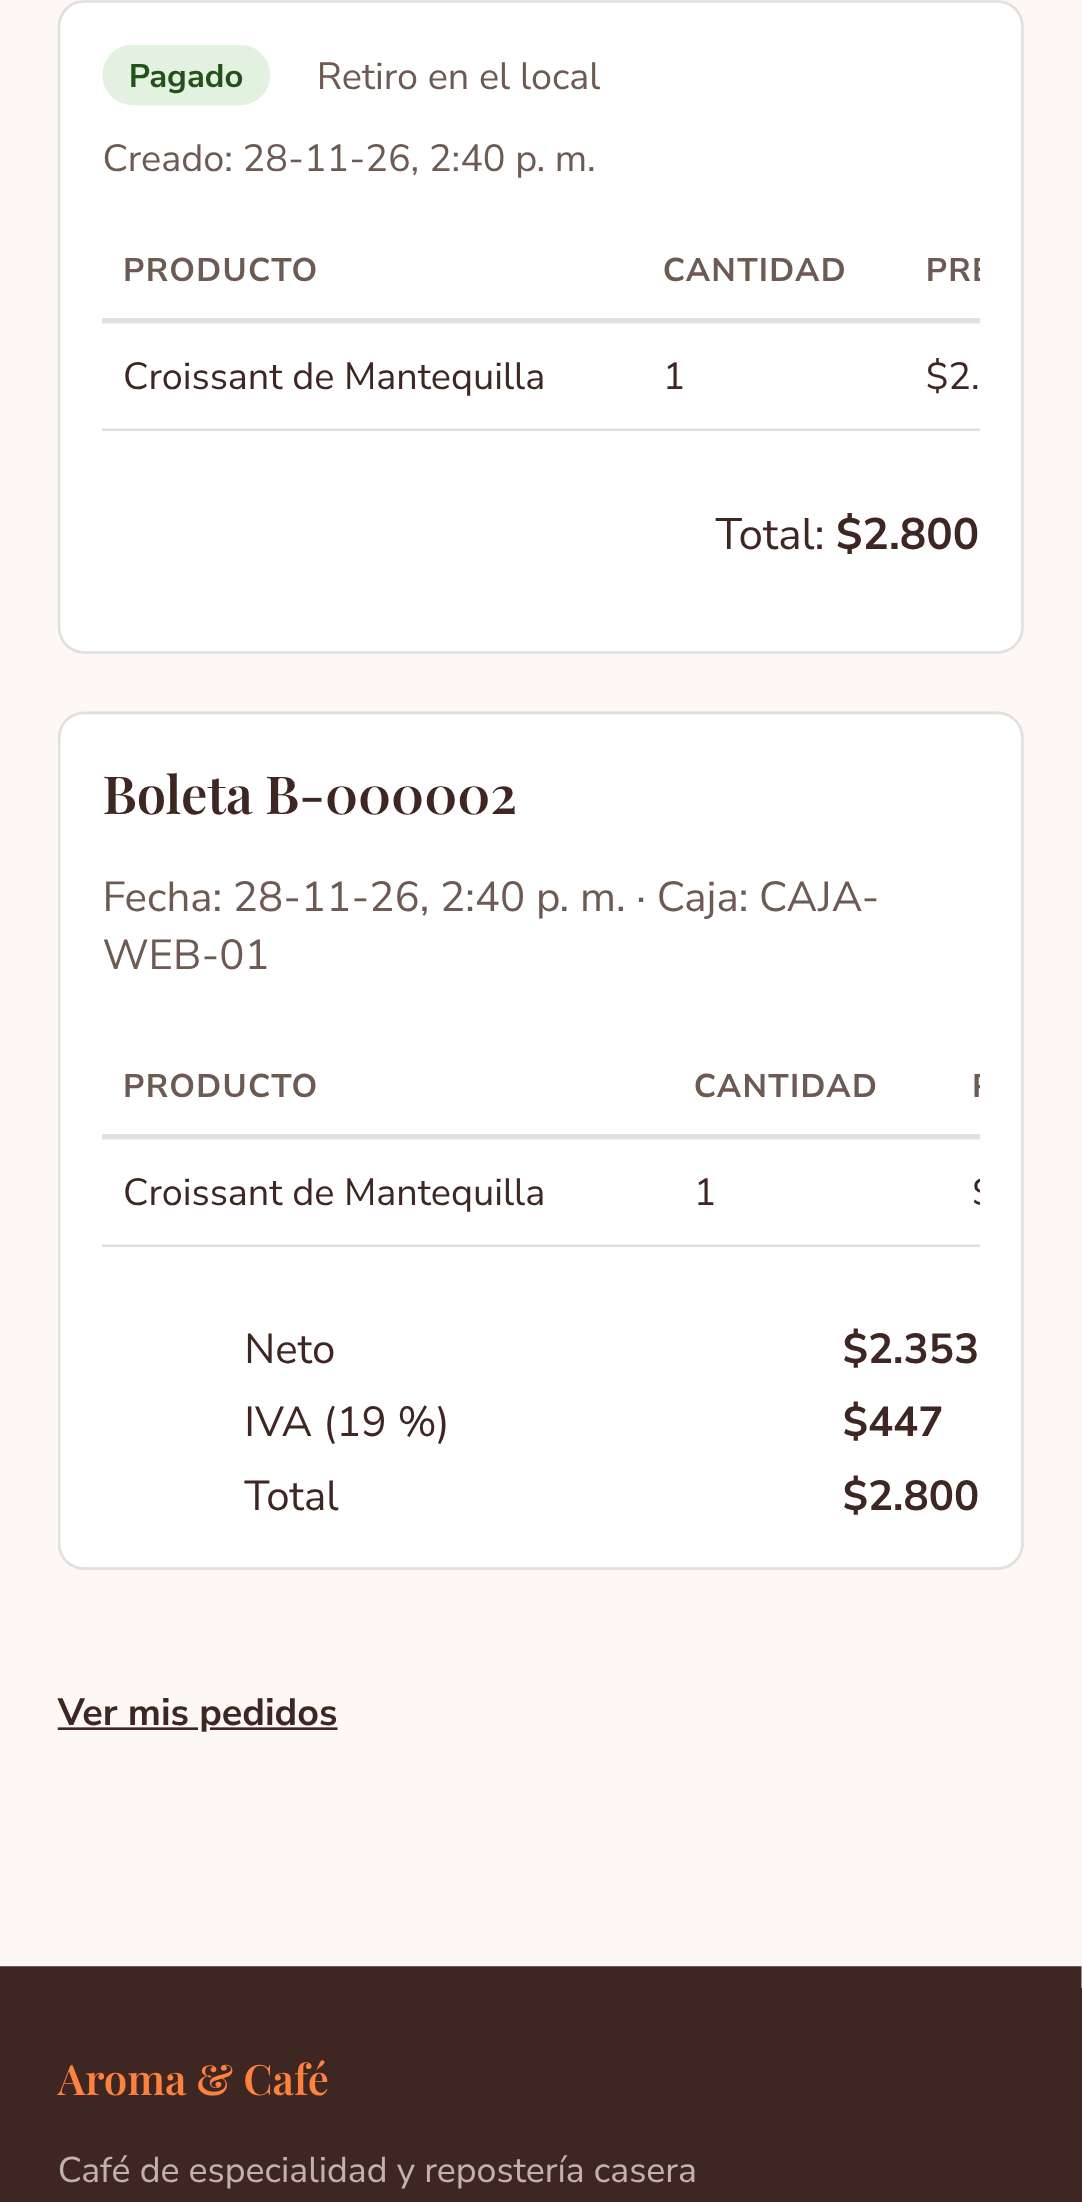 Pagado Retiro en el local
Creado: 28-11-26, 2:40 p. m.
PRODUCTO CANTIDAD PRE
Croissant de Mantequilla 1 $2.
Total: $2.800
Boleta B-000002
Fecha: 28-11-26, 2:40 p. m. · Caja: CAJA-
WEB-01
PRODUCTO CANTIDAD
Croissant de Mantequilla 1
Neto $2.353
IVA (19 %) $447
Total $2.800
Ver mis pedidos
Aroma & Café
Café de especialidad y repostería casera